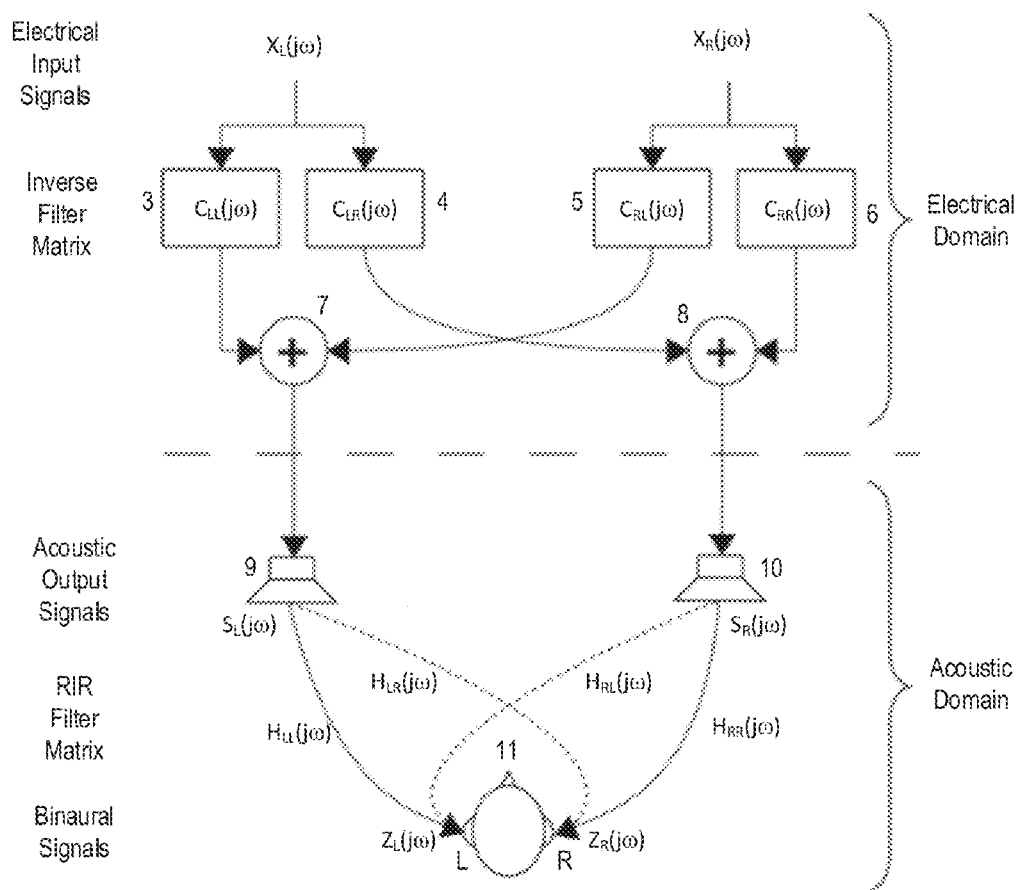 Electrical
Input
Signals
X_L(jω)
X_R(jω)
Inverse
Filter
Matrix
3
C_LL(jω)
C_LR(jω)
4
5
C_RL(jω)
C_RR(jω)
6
Electrical
Domain
7
+
8
+
Acoustic
Output
Signals
9
10
S_L(jω)
S_R(jω)
RIR
Filter
Matrix
H_LR(jω)
H_RL(jω)
H_LL(jω)
H_RR(jω)
Acoustic
Domain
11
Binaural
Signals
Z_L(jω)
L
R
Z_R(jω)